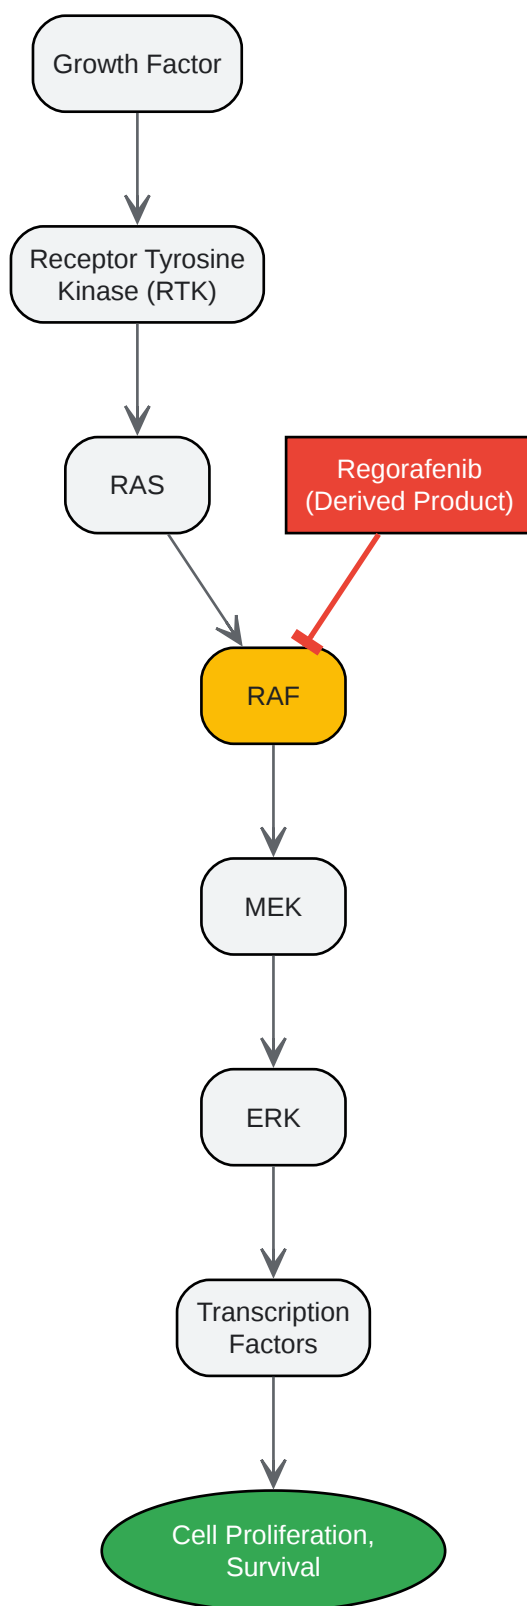 Growth Factor
Receptor Tyrosine
Kinase (RTK)
RAS
Regorafenib
(Derived Product)
RAF
MEK
ERK
Transcription
Factors
Cell Proliferation,
Survival